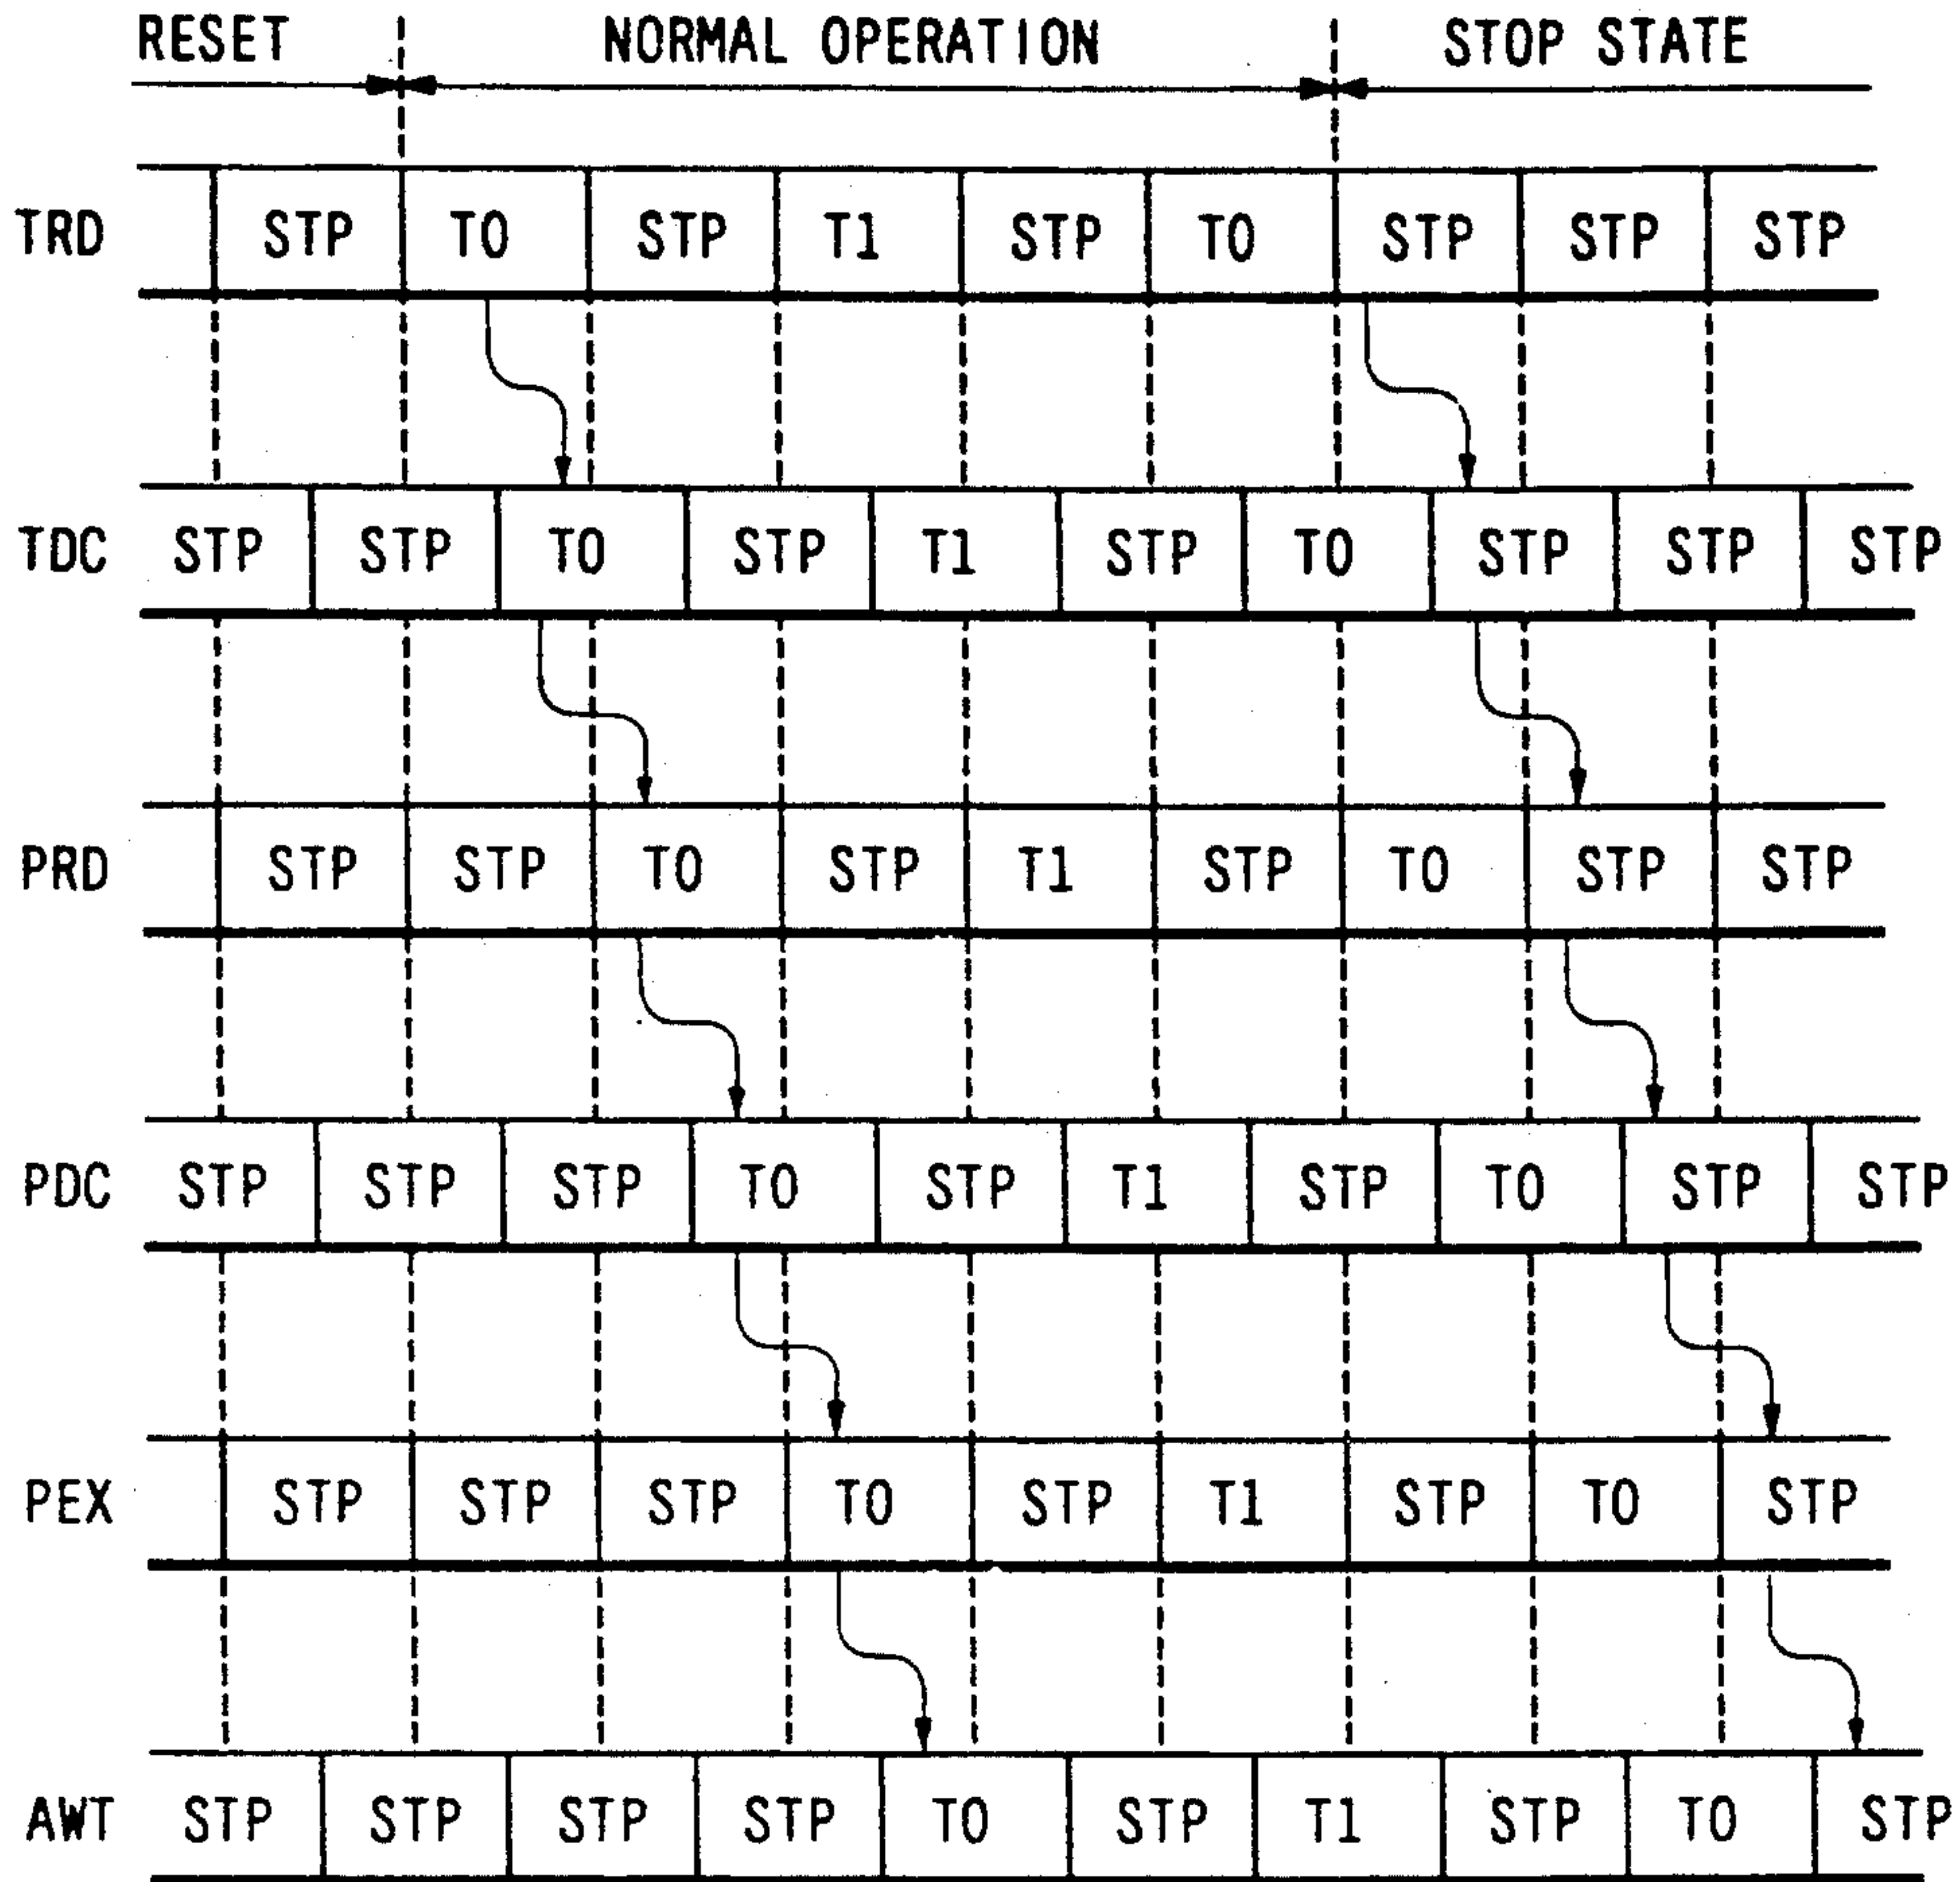 RESET NORMAL OPERATION STOP STATE
TRD STP T0 STP T1 STP T0 STP STP STP
TDC STP STP T0 STP T1 STP T0 STP STP STP
PRD STP STP T0 STP T1 STP T0 STP STP
PDC STP STP STP T0 STP T1 STP T0 STP STP
PEX STP STP STP T0 STP T1 STP T0 STP
AWT STP STP STP STP T0 STP T1 STP T0 STP